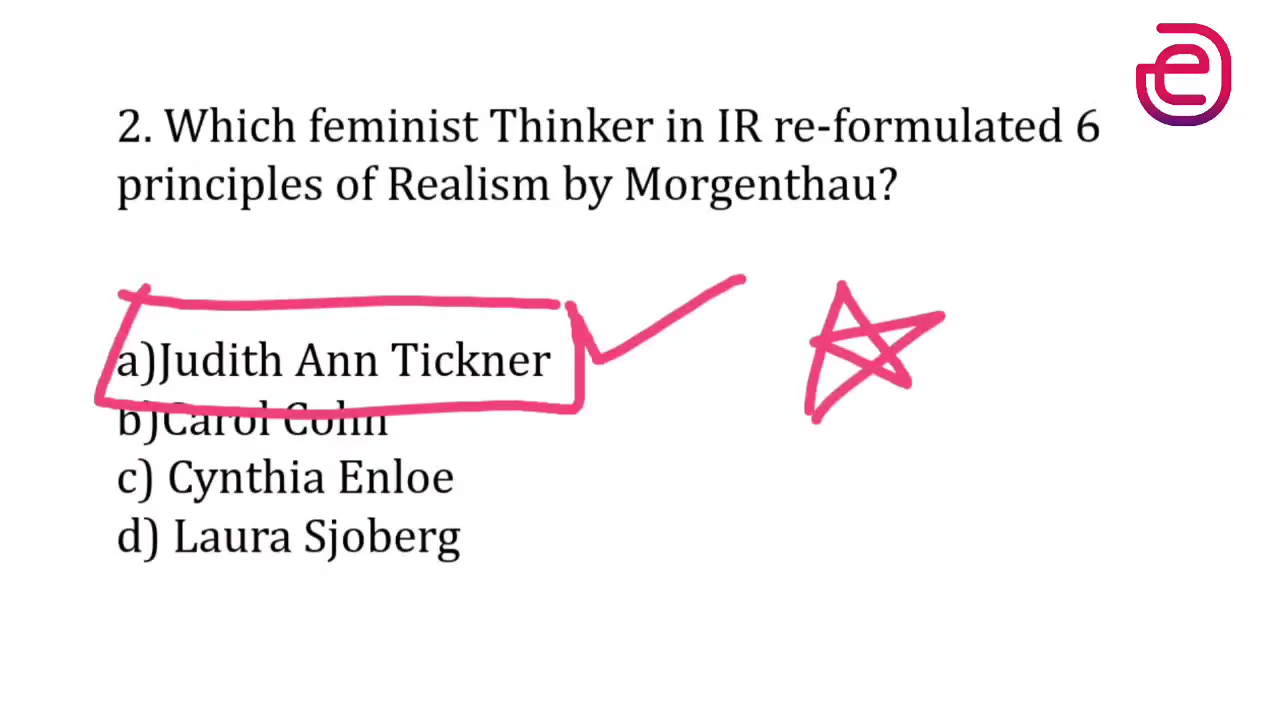 2. Which feminist Thinker in IR re-formulated 6
principles of Realism by Morgenthau?
a)Judith Ann Tickner
b)Carol Cohn
c) Cynthia Enloe
d) Laura Sjoberg